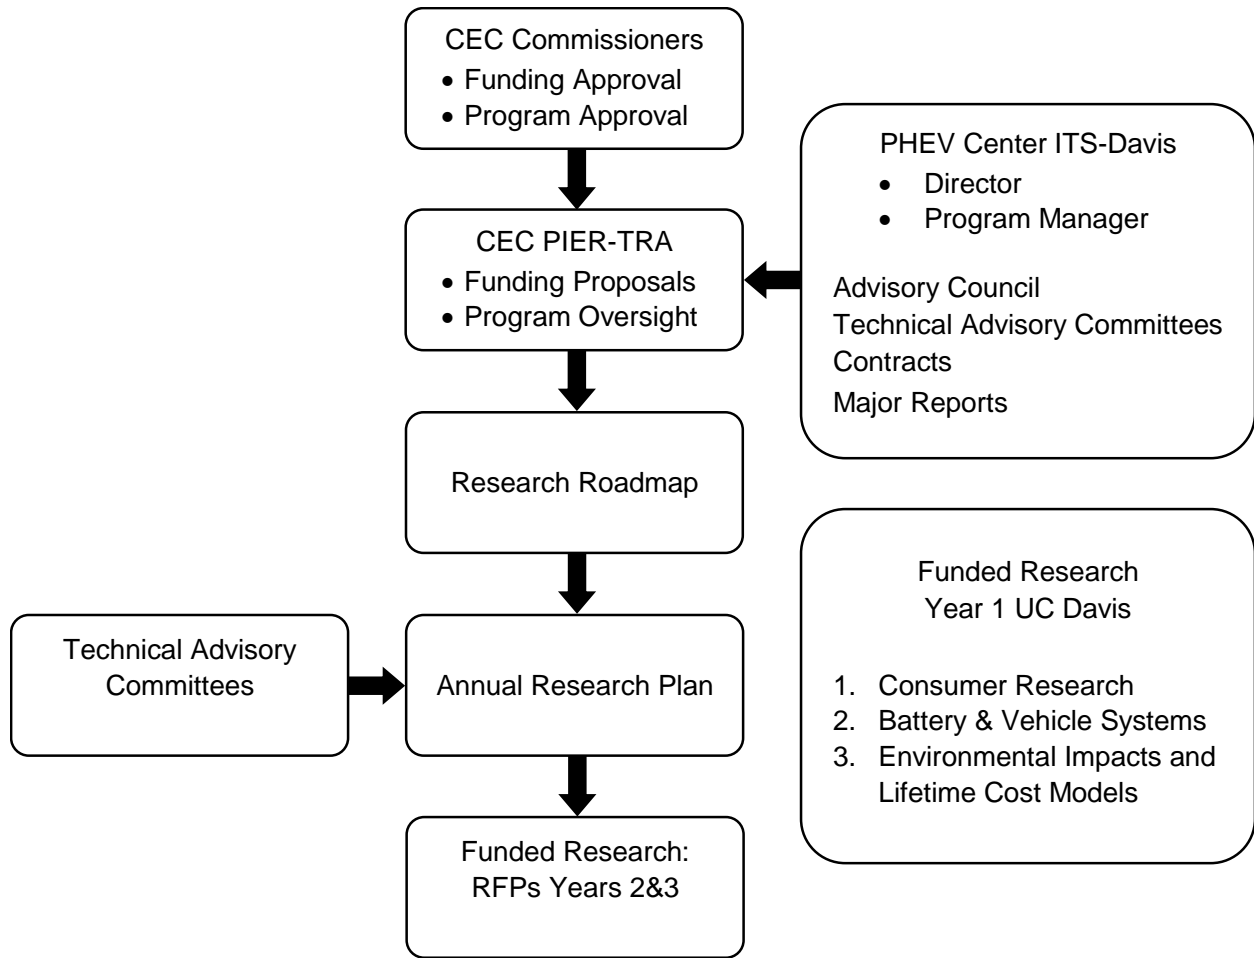 CEC Commissioners
• Funding Approval
• Program Approval
PHEV Center ITS-Davis
• Director
• Program Manager
Advisory Council
Technical Advisory Committees
Contracts
Major Reports
CEC PIER-TRA
• Funding Proposals
• Program Oversight
Research Roadmap
Funded Research
Year 1 UC Davis
1. Consumer Research
2. Battery & Vehicle Systems
3. Environmental Impacts and
Lifetime Cost Models
Technical Advisory
Committees
Annual Research Plan
Funded Research:
RFPs Years 2&3